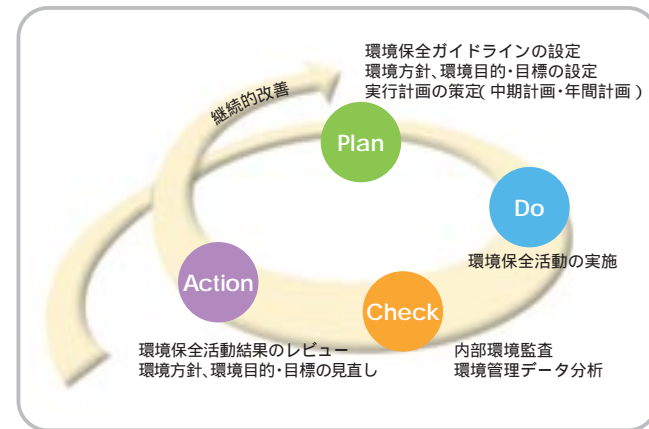 環境保全ガイドラインの設定
環境方針、環境目的・目標の設定
実行計画の策定(中期計画・年間計画)
継続的改善
Plan
Do
環境保全活動の実施
Action
Check
環境保全活動結果のレビュー
環境方針、環境目的・目標の見直し
内部環境監査
環境管理データ分析